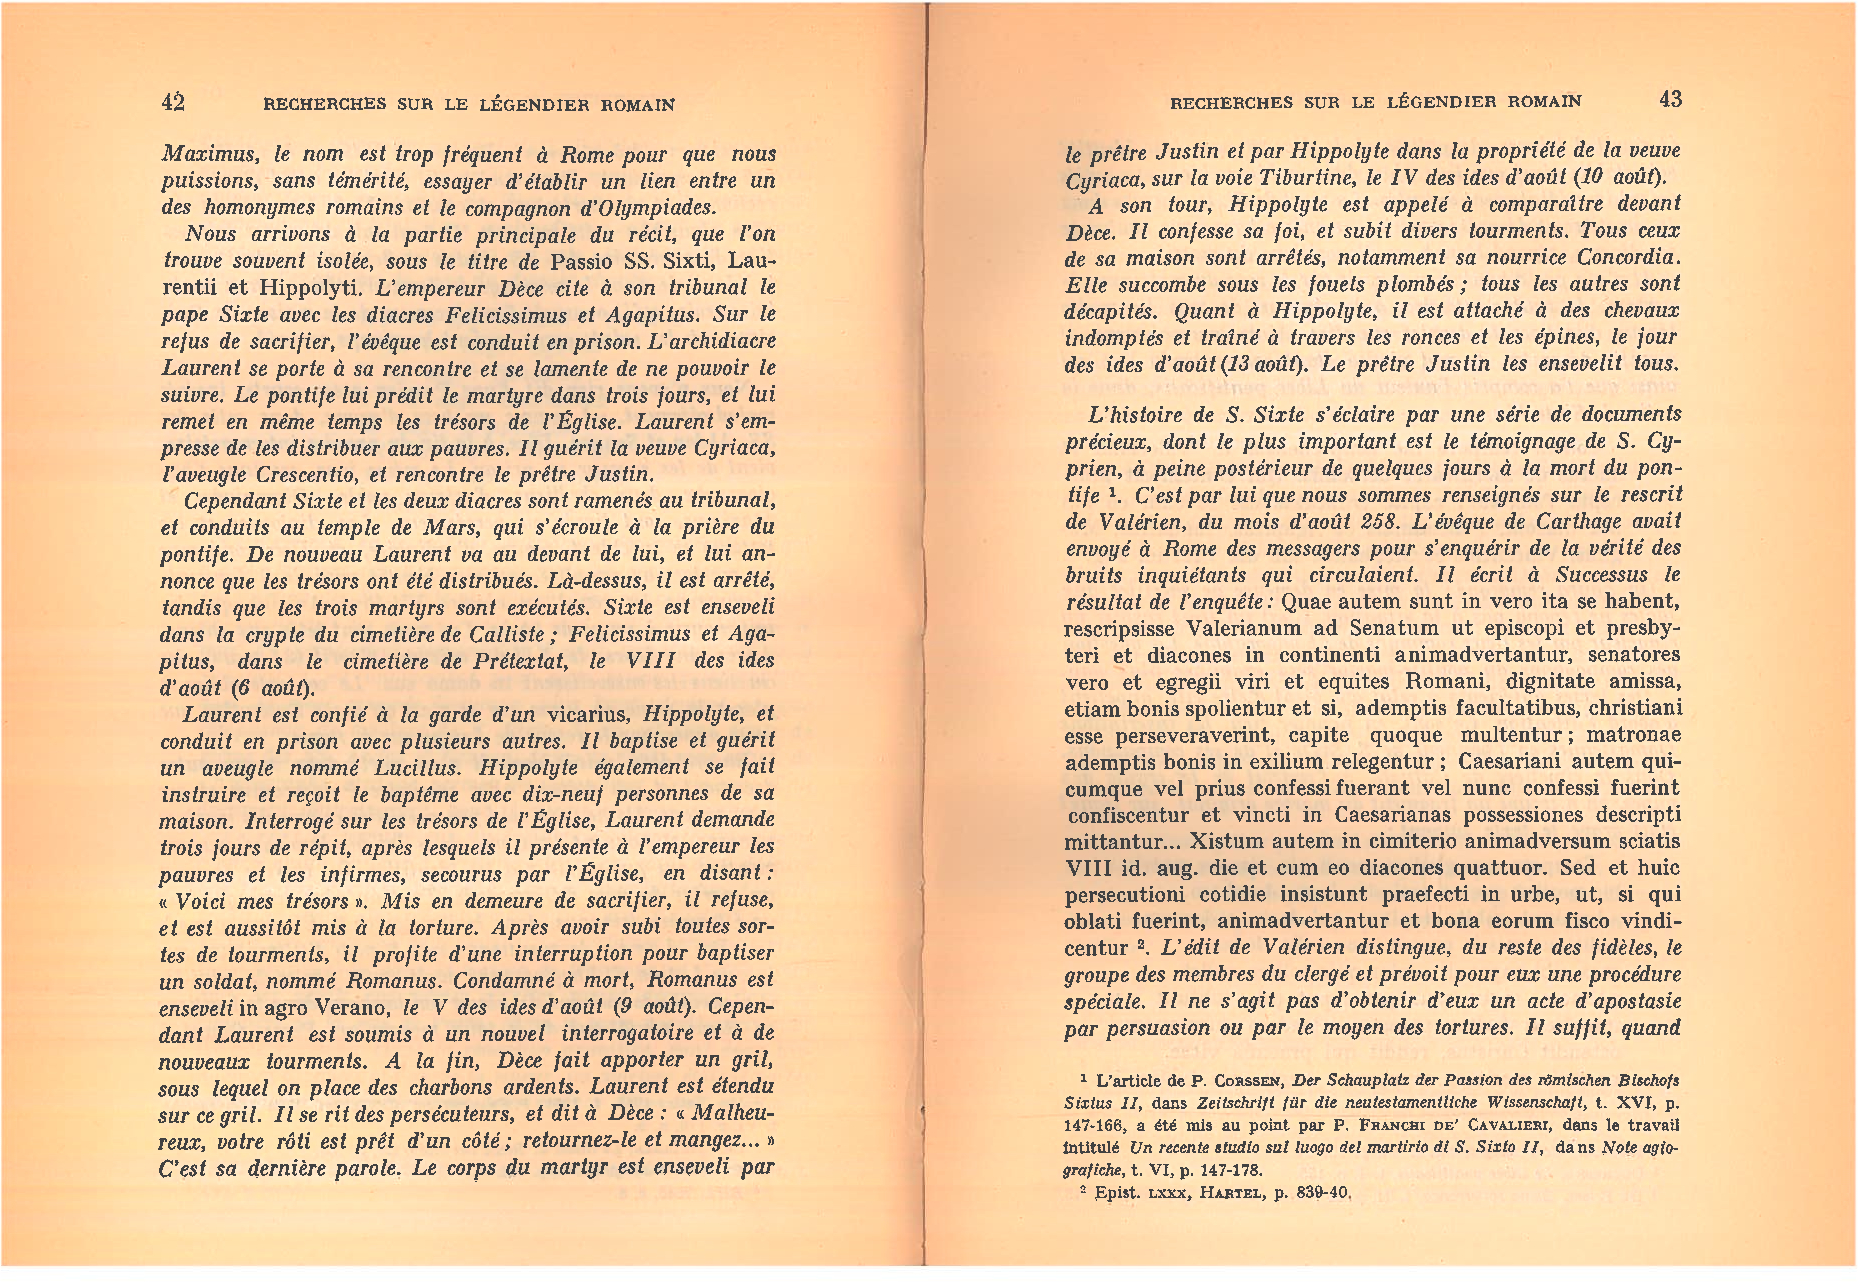 42 RECHERCHES SUR LE LÉGENDIER ROMAIN
Maximus, le nom est trop fréquent à Rome pour que nous
puissions, sans témérité, essayer d'établir un lien entre un
des homonymes romains et le compagnon d'Olympiades.
Nous arrivons à la partie principale du récit, que l'on
trouve souvent isolée, sous le titre de Passio SS. Sixti, Lau-
rentii et Hippolyti. L'empereur Dèce cite à son tribunal le
pape Sixte avec les diacres Felicissimus et Agapitus. Sur le
refus de sacrifier, l'évêque est conduit en prison. L'archidiacre
Laurent se porte à sa rencontre et se lamente de ne pouvoir le
suivre. Le pontife lui prédit le martyre dans trois jours, et lui
remet en même temps les trésors de l'Église. Laurent s'em-
presse de les distribuer aux pauvres. Il guérit la veuve Cyriaca,
l'aveugle Crescentio, et rencontre le prêtre Justin.
Cependant Sixte et les deux diacres sont ramenés au tribunal,
et conduits au temple de Mars, qui s'écroule à la prière du
pontife. De nouveau Laurent va au devant de lui, et lui an-
nonce que les trésors ont été distribués. Là-dessus, il est arrêté,
tandis que les trois martyrs sont exécutés. Sixte est enseveli
dans la crypte du cimetière de Calliste ; Felicissimus et Aga-
pitus, dans le cimetière de Prétextat, le VIII des ides
d'août (6 août).
Laurent est confié à la garde d'un vicarius, Hippolyte, et
conduit en prison avec plusieurs autres. Il baptise et guérit
un aveugle nommé Lucillus. Hippolyte également se fait
instruire et reçoit le baptême avec dix-neuf personnes de sa
maison. Interrogé sur les trésors de l'Église, Laurent demande
trois jours de répit, après lesquels il présente à l'empereur les
pauvres et les infirmes, secourus par l'Église, en disant :
« Voici mes trésors ». Mis en demeure de sacrifier, il refuse,
et est aussitôt mis à la torture. Après avoir subi toutes sor-
tes de tourments, il profite d'une interruption pour baptiser
un soldat, nommé Romanus. Condamné à mort, Romanus est
enseveli in agro Verano, le V des ides d'août (9 août). Cepen-
dant Laurent est soumis à un nouvel interrogatoire et à de
nouveaux tourments. A la fin, Dèce fait apporter un gril,
sous lequel on place des charbons ardents. Laurent est étendu
sur ce gril. Il se rit des persécuteurs, et dit à Dèce : « Malheu-
reux, votre rôti est prêt d'un côté ; retournez-le et mangez... »
C'est sa dernière parole. Le corps du martyr est enseveli par
RECHERCHES SUR LE LÉGENDIER ROMAIN 43
le prêtre Justin et par Hippolyte dans la propriété de la veuve
Cyriaca, sur la voie Tiburtine, le IV des ides d'août (10 août).
A son tour, Hippolyte est appelé à comparaître devant
Dèce. Il confesse sa foi, et subit divers tourments. Tous ceux
de sa maison sont arrêtés, notamment sa nourrice Concordia.
Elle succombe sous les fouets plombés ; tous les autres sont
décapités. Quant à Hippolyte, il est attaché à des chevaux
indomptés et traîné à travers les ronces et les épines, le jour
des ides d'août (13 août). Le prêtre Justin les ensevelit tous.
L'histoire de S. Sixte s'éclaire par une série de documents
précieux, dont le plus important est le témoignage de S. Cy-
prien, à peine postérieur de quelques jours à la mort du pon-
tife ¹. C'est par lui que nous sommes renseignés sur le rescrit
de Valérien, du mois d'août 258. L'évêque de Carthage avait
envoyé à Rome des messagers pour s'enquérir de la vérité des
bruits inquiétants qui circulaient. Il écrit à Successus le
résultat de l'enquête : Quae autem sunt in vero ita se habent,
rescripsisse Valerianum ad Senatum ut episcopi et presby-
teri et diacones in continenti animadvertantur, senatores
vero et egregii viri et equites Romani, dignitate amissa,
etiam bonis spolientur et si, ademptis facultatibus, christiani
esse perseveraverint, capite quoque multentur ; matronae
ademptis bonis in exilium relegentur ; Caesariani autem qui-
cumque vel prius confessi fuerant vel nunc confessi fuerint
confiscentur et vincti in Caesarianas possessiones descripti
mittantur... Xistum autem in cimiterio animadversum sciatis
VIII id. aug. die et cum eo diacones quattuor. Sed et huic
persecutioni cotidie insistunt praefecti in urbe, ut, si qui
oblati fuerint, animadvertantur et bona eorum fisco vindi-
centur ². L'édit de Valérien distingue, du reste des fidèles, le
groupe des membres du clergé et prévoit pour eux une procédure
spéciale. Il ne s'agit pas d'obtenir d'eux un acte d'apostasie
par persuasion ou par le moyen des tortures. Il suffit, quand
¹ L'article de P. CORSSEN, Der Schauplatz der Passion des römischen Bischofs
Sixtus II, dans Zeitschrift für die neutestamentliche Wissenschaft, t. XVI, p.
147-166, a été mis au point par P. FRANCHI DE' CAVALIERI, dans le travail
intitulé Un recente studio sul luogo del martirio di S. Sisto II, dans Note agio-
grafiche, t. VI, p. 147-178.
² Epist. LXXX, HARTEL, p. 839-40.